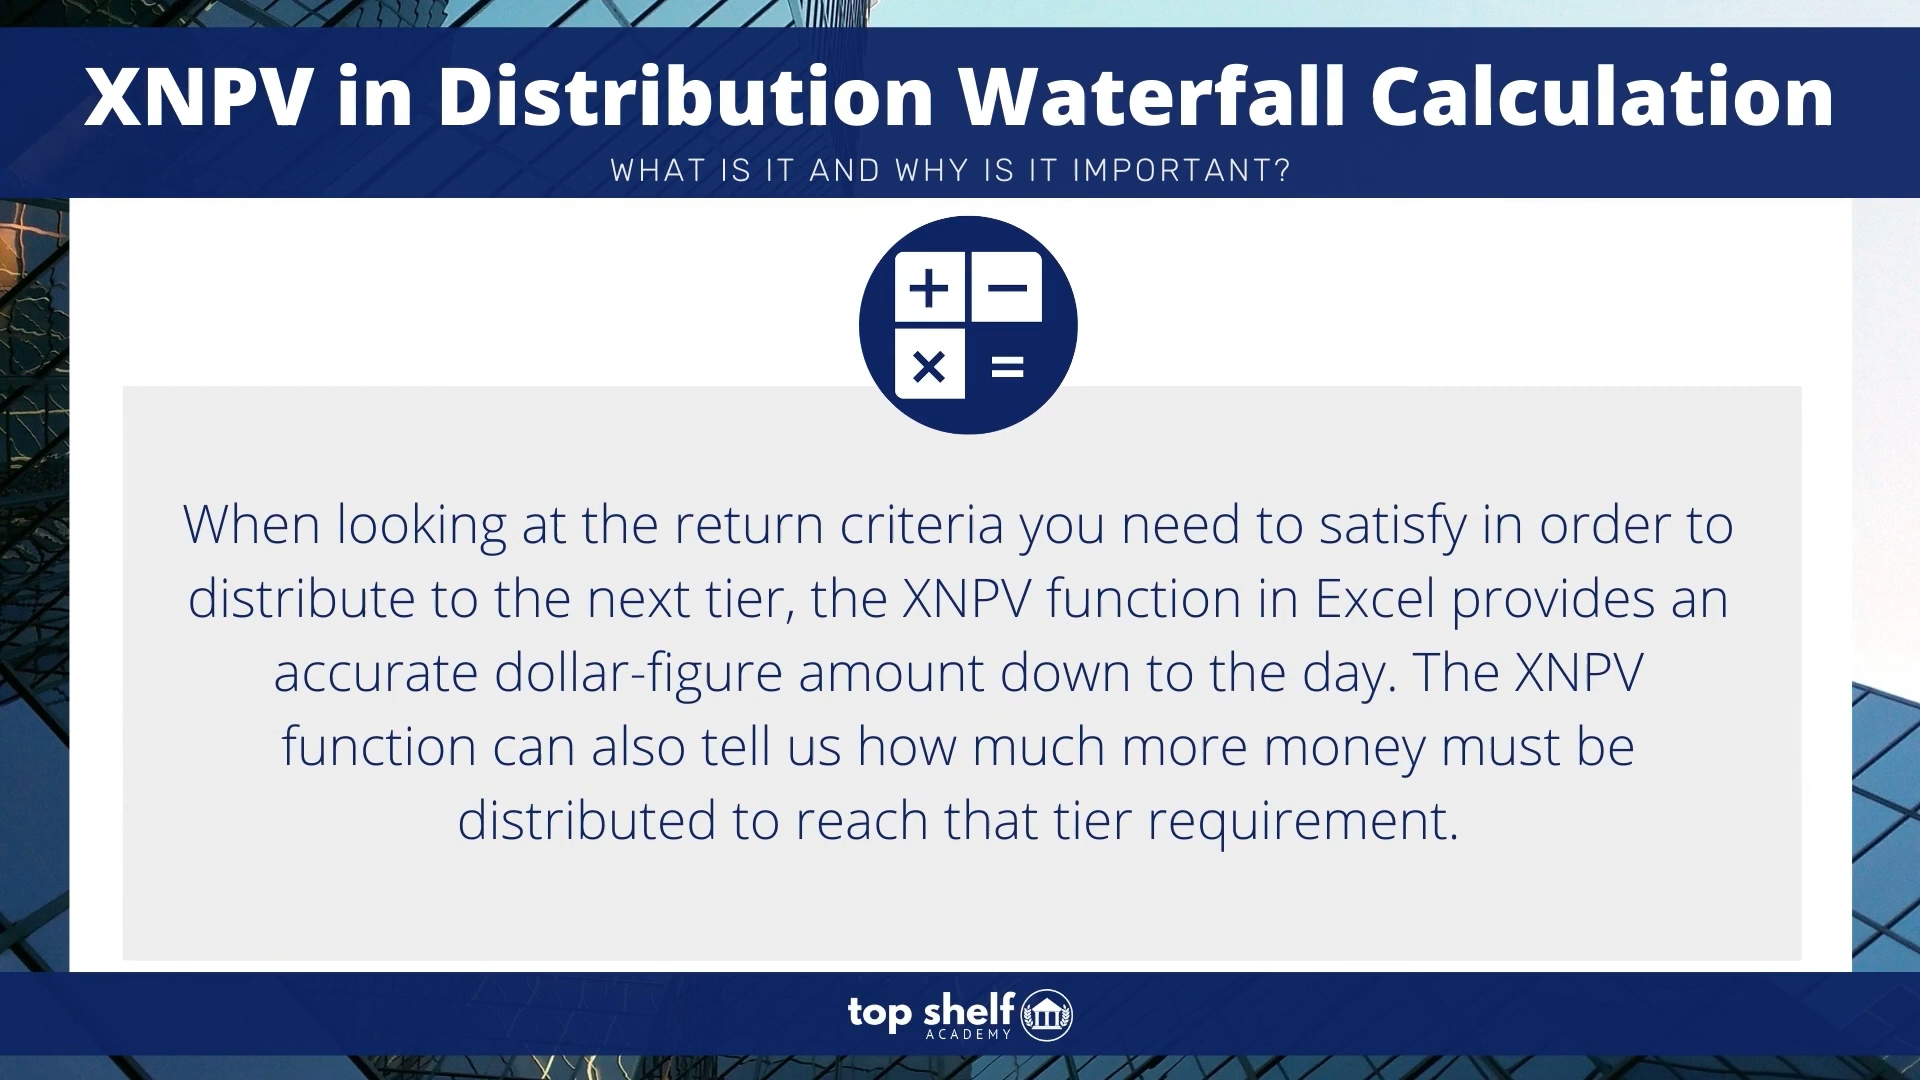 XNPV in Distribution Waterfall Calculation
WHAT IS IT AND WHY IS IT IMPORTANT?
+ −
× =
When looking at the return criteria you need to satisfy in order to
distribute to the next tier, the XNPV function in Excel provides an
accurate dollar-figure amount down to the day. The XNPV
function can also tell us how much more money must be
distributed to reach that tier requirement.
top shelf
ACADEMY